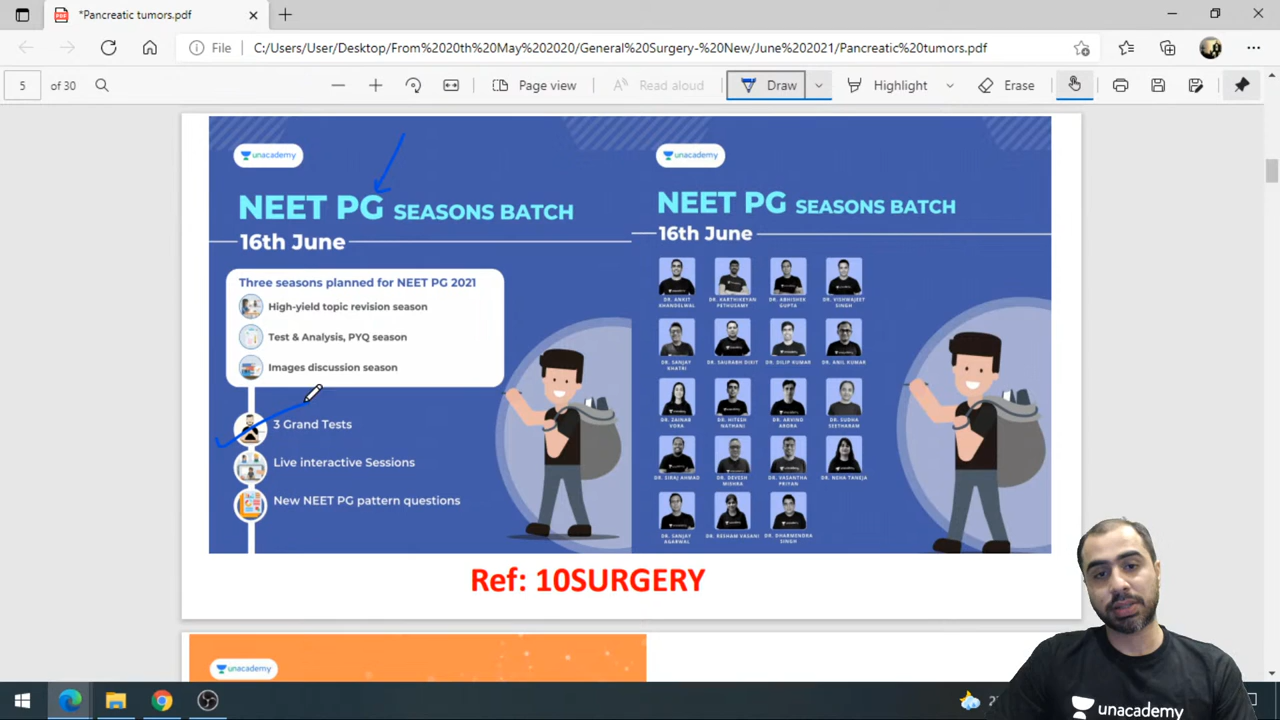 *Pancreatic tumors.pdf
File
C:/Users/User/Desktop/From%2020th%20May%202020/General%20Surgery-%20New/June%202021/Pancreatic%20tumors.pdf
5 of 30
Page view
Read aloud
Draw
Highlight
Erase
unacademy
NEET PG SEASONS BATCH
16th June
Three seasons planned for NEET PG 2021
High-yield topic revision season
Test & Analysis, PYQ season
Images discussion season
3 Grand Tests
Live interactive Sessions
New NEET PG pattern questions
unacademy
NEET PG SEASONS BATCH
16th June
DR. ANKIT KHANDELWAL
DR. KARTHIKEYAN PETHUSAMY
DR. ABHISHEK GUPTA
DR. VISHWAJEET SINGH
DR. SANJAY KHATRI
DR. SAURABH DIXIT
DR. DILIP KUMAR
DR. ANIL KUMAR
DR. ZAINAB VORA
DR. HITESH NATHANI
DR. ARVIND ARORA
DR. SUDHA SEETHARAM
DR. SIRAJ AHMAD
DR. DEVESH MISHRA
DR. VASANTHA PRIYAN
DR. NEHA TANEJA
DR. SANJAY AGARWAL
DR. RESHAM VASANI
DR. DHARMENDRA SINGH
Ref: 10SURGERY
unacademy
unacademy